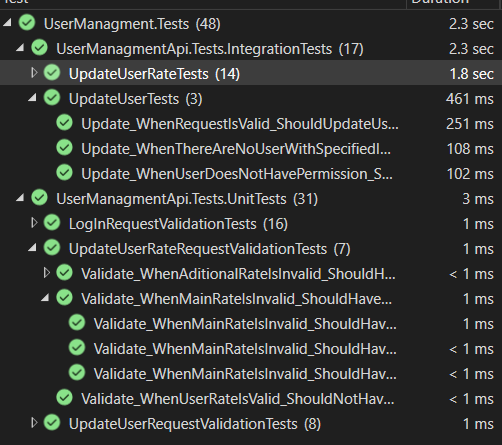 Test Duration
UserManagment.Tests (48) 2.3 sec
UserManagmentApi.Tests.IntegrationTests (17) 2.3 sec
UpdateUserRateTests (14) 1.8 sec
UpdateUserTests (3) 461 ms
Update_WhenRequestIsValid_ShouldUpdateUs... 251 ms
Update_WhenThereAreNoUserWithSpecifiedI... 108 ms
Update_WhenUserDoesNotHavePermission_S... 102 ms
UserManagmentApi.Tests.UnitTests (31) 3 ms
LogInRequestValidationTests (16) 1 ms
UpdateUserRateRequestValidationTests (7) 1 ms
Validate_WhenAditionalRateIsInvalid_ShouldH... < 1 ms
Validate_WhenMainRateIsInvalid_ShouldHave... 1 ms
Validate_WhenMainRateIsInvalid_ShouldHav... 1 ms
Validate_WhenMainRateIsInvalid_ShouldHav... < 1 ms
Validate_WhenMainRateIsInvalid_ShouldHav... < 1 ms
Validate_WhenUserRateIsValid_ShouldNotHav... < 1 ms
UpdateUserRequestValidationTests (8) 1 ms